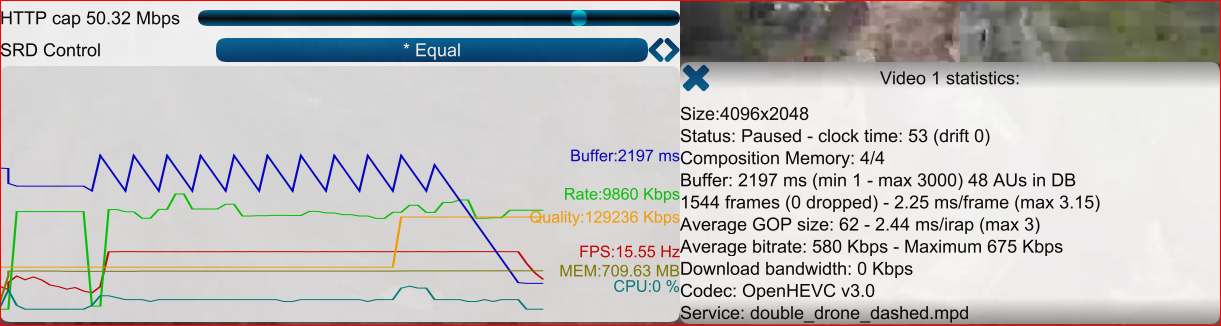 HTTP cap 50.32 Mbps
SRD Control
* Equal
Buffer:2197 ms
Rate:9860 Kbps
Quality:129236 Kbps
FPS:15.55 Hz
MEM:709.63 MB
CPU:0 %
Video 1 statistics:
Size:4096x2048
Status: Paused - clock time: 53 (drift 0)
Composition Memory: 4/4
Buffer: 2197 ms (min 1 - max 3000) 48 AUs in DB
1544 frames (0 dropped) - 2.25 ms/frame (max 3.15)
Average GOP size: 62 - 2.44 ms/irap (max 3)
Average bitrate: 580 Kbps - Maximum 675 Kbps
Download bandwidth: 0 Kbps
Codec: OpenHEVC v3.0
Service: double_drone_dashed.mpd